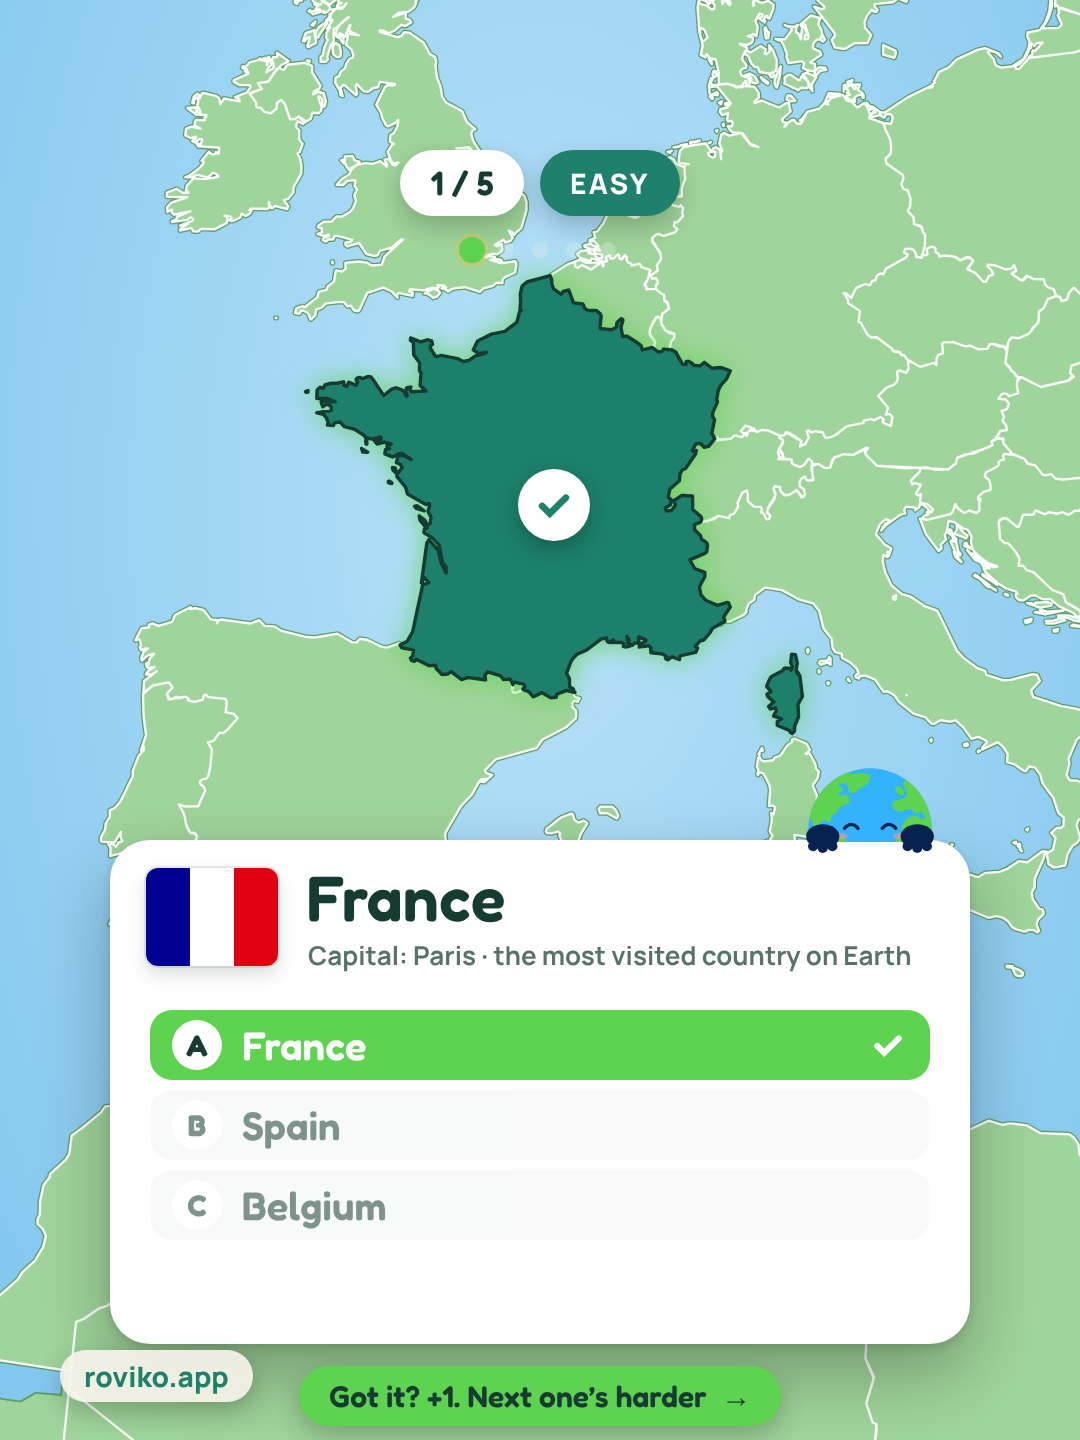 1 / 5
EASY
France
Capital: Paris · the most visited country on Earth
A France
B Spain
C Belgium
roviko.app
Got it? +1. Next one’s harder →